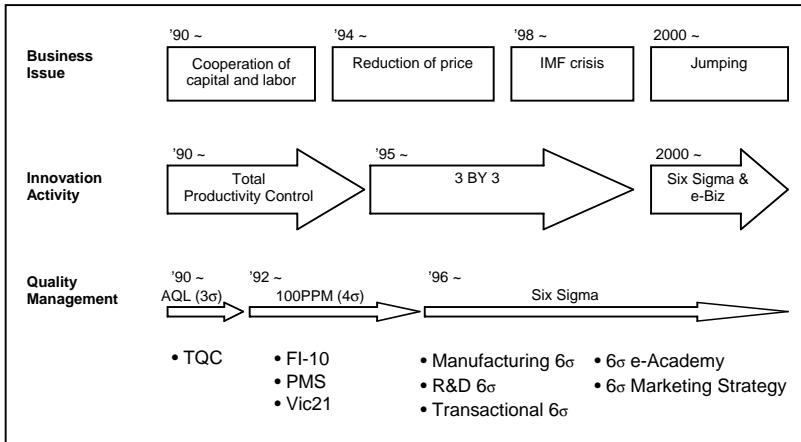 '90 ~ '94 ~ '98 ~ 2000 ~
Business
Issue
Cooperation of
capital and labor
Reduction of price
IMF crisis
Jumping
'90 ~ '95 ~ 2000 ~
Innovation
Activity
Total
Productivity Control
3 BY 3
Six Sigma &
e-Biz
'90 ~ '92 ~ '96 ~
Quality
Management
AQL (3σ) 100PPM (4σ) Six Sigma
• TQC
• FI-10
• PMS
• Vic21
• Manufacturing 6σ
• R&D 6σ
• Transactional 6σ
• 6σ e-Academy
• 6σ Marketing Strategy